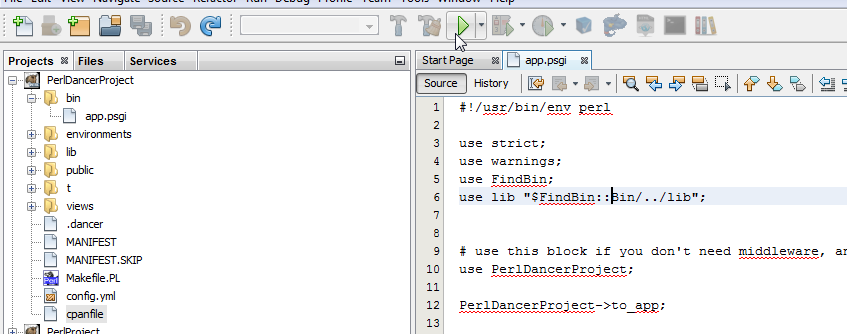 Projects Files Services
PerlDancerProject
bin
app.psgi
environments
lib
public
t
views
.dancer
MANIFEST
MANIFEST.SKIP
Makefile.PL
config.yml
cpanfile
PerlProject
Start Page app.psgi
Source History
1 #!/usr/bin/env perl
2
3 use strict;
4 use warnings;
5 use FindBin;
6 use lib "$FindBin::Bin/../lib";
7
8
9 # use this block if you don't need middleware, an
10 use PerlDancerProject;
11
12 PerlDancerProject->to_app;
13